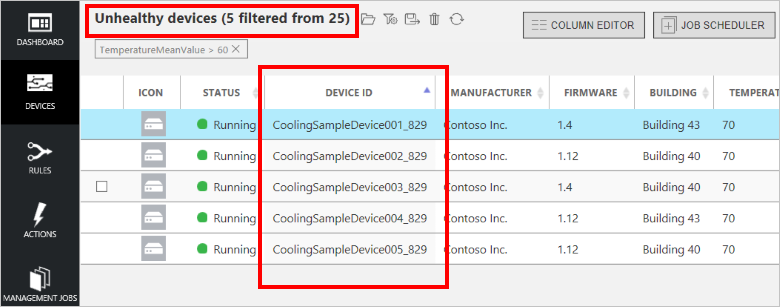 Unhealthy devices (5 filtered from 25)
COLUMN EDITOR
JOB SCHEDULER
TemperatureMeanValue > 60 ×
DASHBOARD
DEVICES
RULES
ACTIONS
MANAGEMENT JOBS
ICON STATUS DEVICE ID MANUFACTURER FIRMWARE BUILDING TEMPERAT
Running CoolingSampleDevice001_829 Contoso Inc. 1.4 Building 43 70
Running CoolingSampleDevice002_829 Contoso Inc. 1.12 Building 40 70
Running CoolingSampleDevice003_829 Contoso Inc. 1.4 Building 40 70
Running CoolingSampleDevice004_829 Contoso Inc. 1.12 Building 43 70
Running CoolingSampleDevice005_829 Contoso Inc. 1.12 Building 40 70